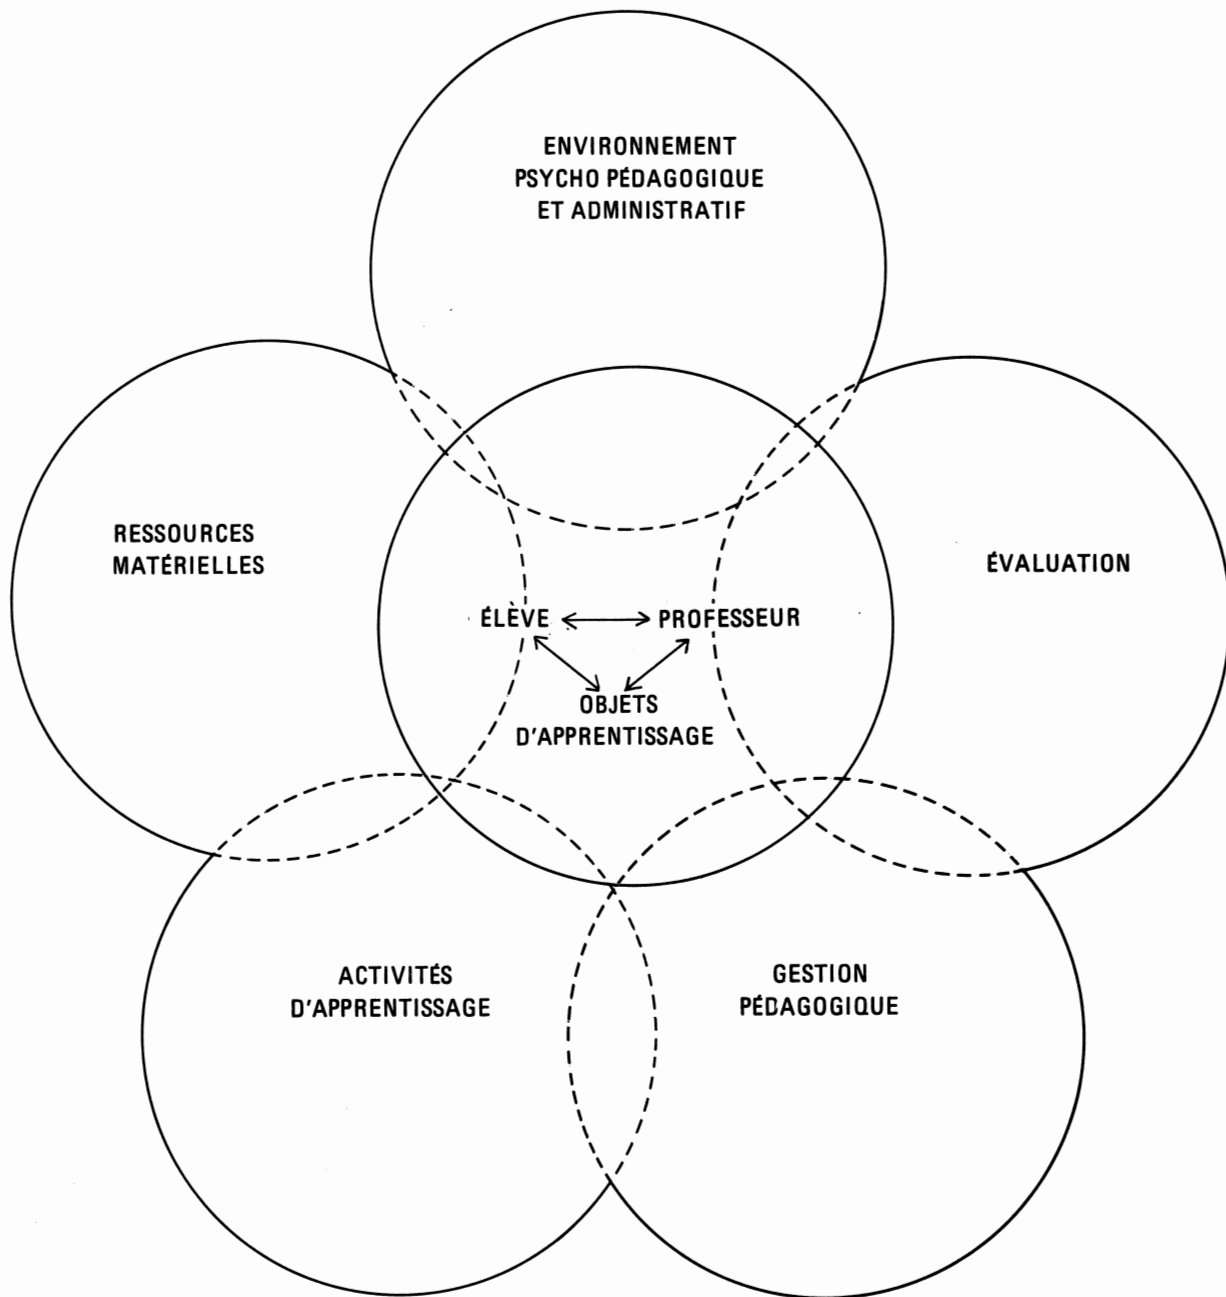 ENVIRONNEMENT
PSYCHO PÉDAGOGIQUE
ET ADMINISTRATIF
RESSOURCES
MATÉRIELLES
ÉVALUATION
ÉLÈVE
PROFESSEUR
OBJETS
D'APPRENTISSAGE
ACTIVITÉS
D'APPRENTISSAGE
GESTION
PÉDAGOGIQUE